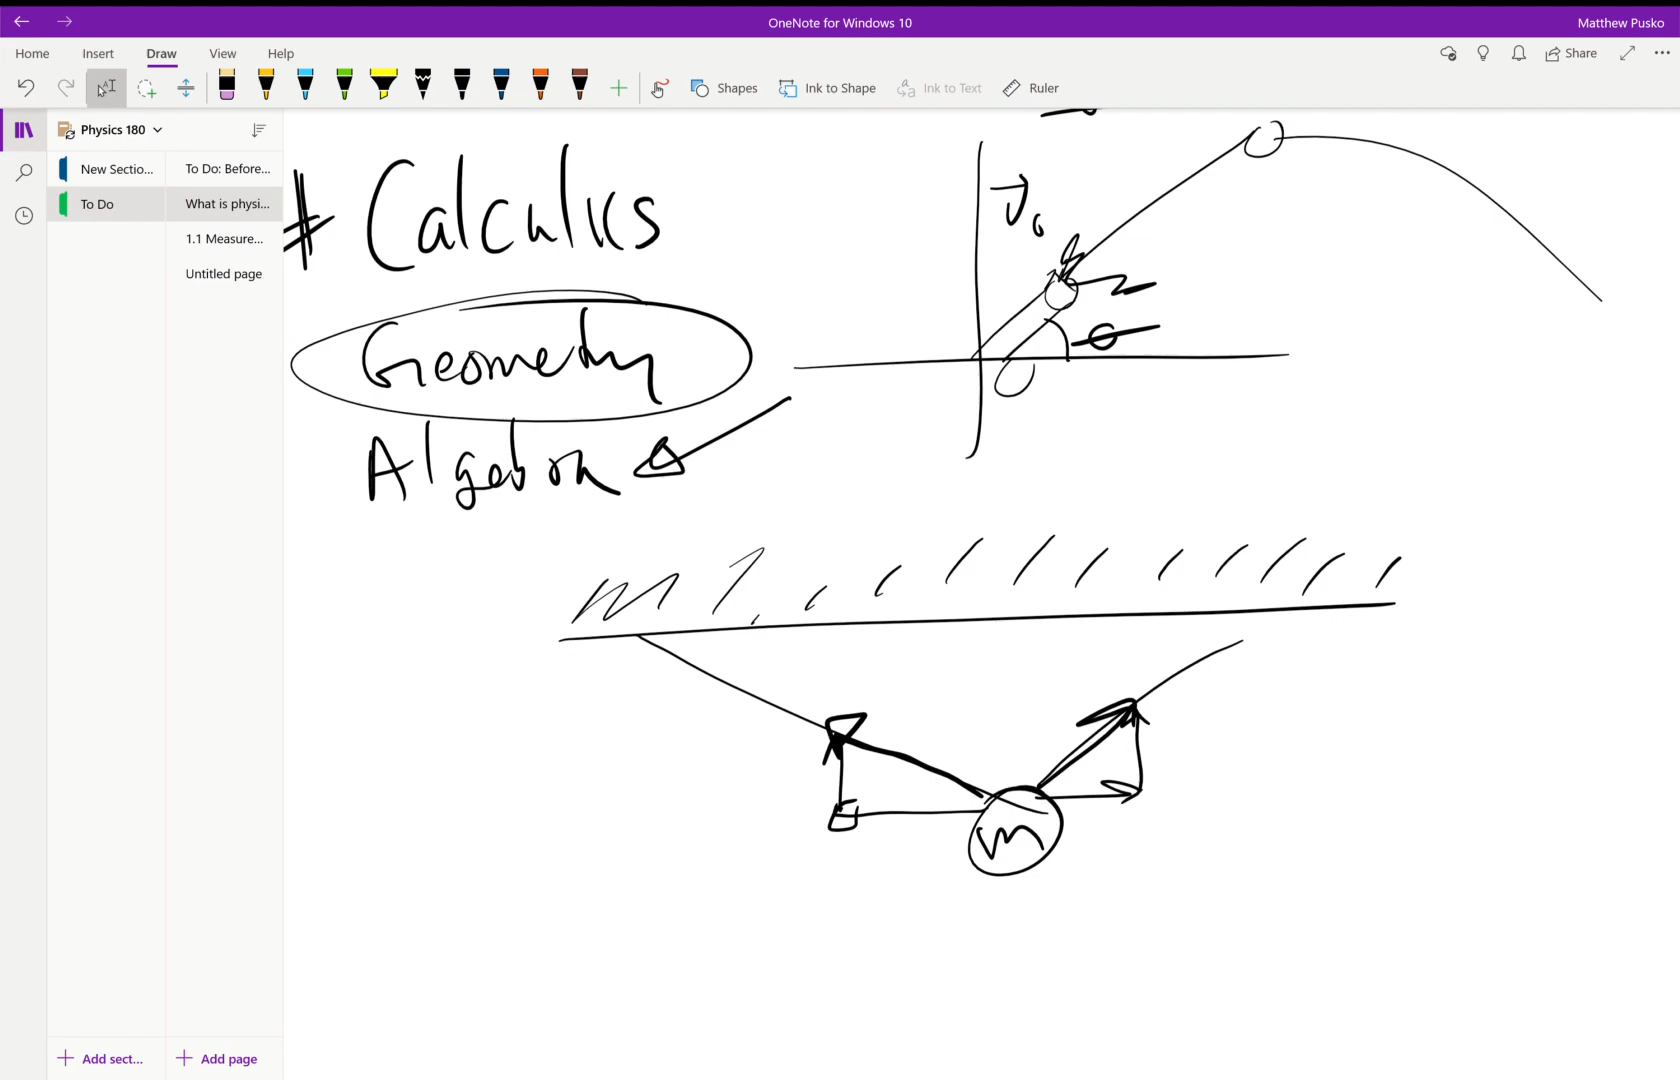 OneNote for Windows 10
Matthew Pusko
Home Insert Draw View Help
Share
Shapes Ink to Shape Ink to Text Ruler
Physics 180
New Sectio...
To Do
To Do: Before...
What is physi...
1.1 Measure...
Untitled page
# Calculus
Geometry
Algebra
v₀
θ
m
Add sect...
Add page